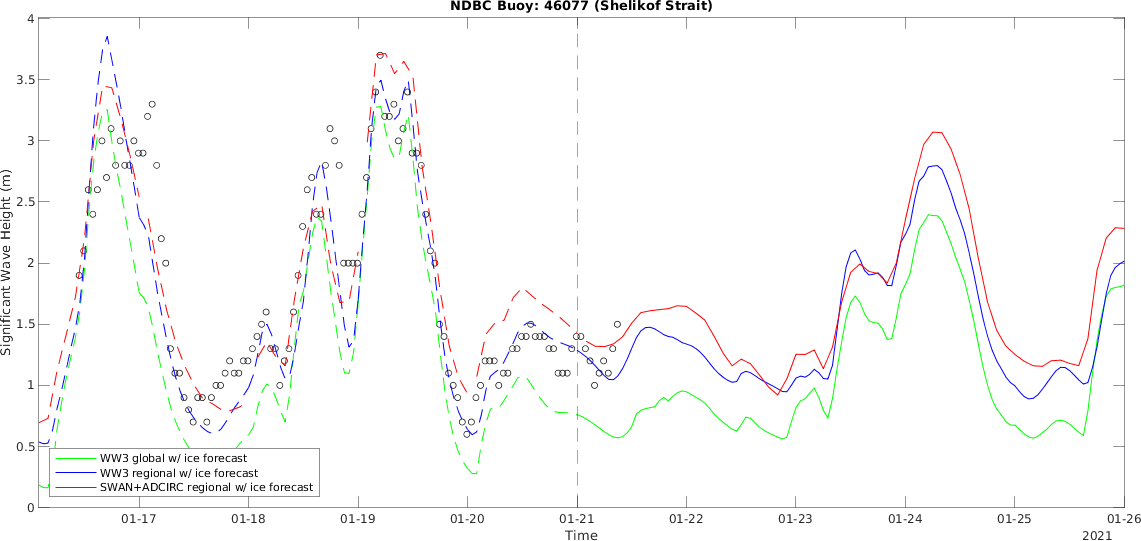 NDBC Buoy: 46077 (Shelikof Strait)
Significant Wave Height (m)
4
3.5
3
2.5
2
1.5
1
0.5
0
WW3 global w/ ice forecast
WW3 regional w/ ice forecast
SWAN+ADCIRC regional w/ ice forecast
01-17 01-18 01-19 01-20 01-21 01-22 01-23 01-24 01-25 01-26
Time
2021